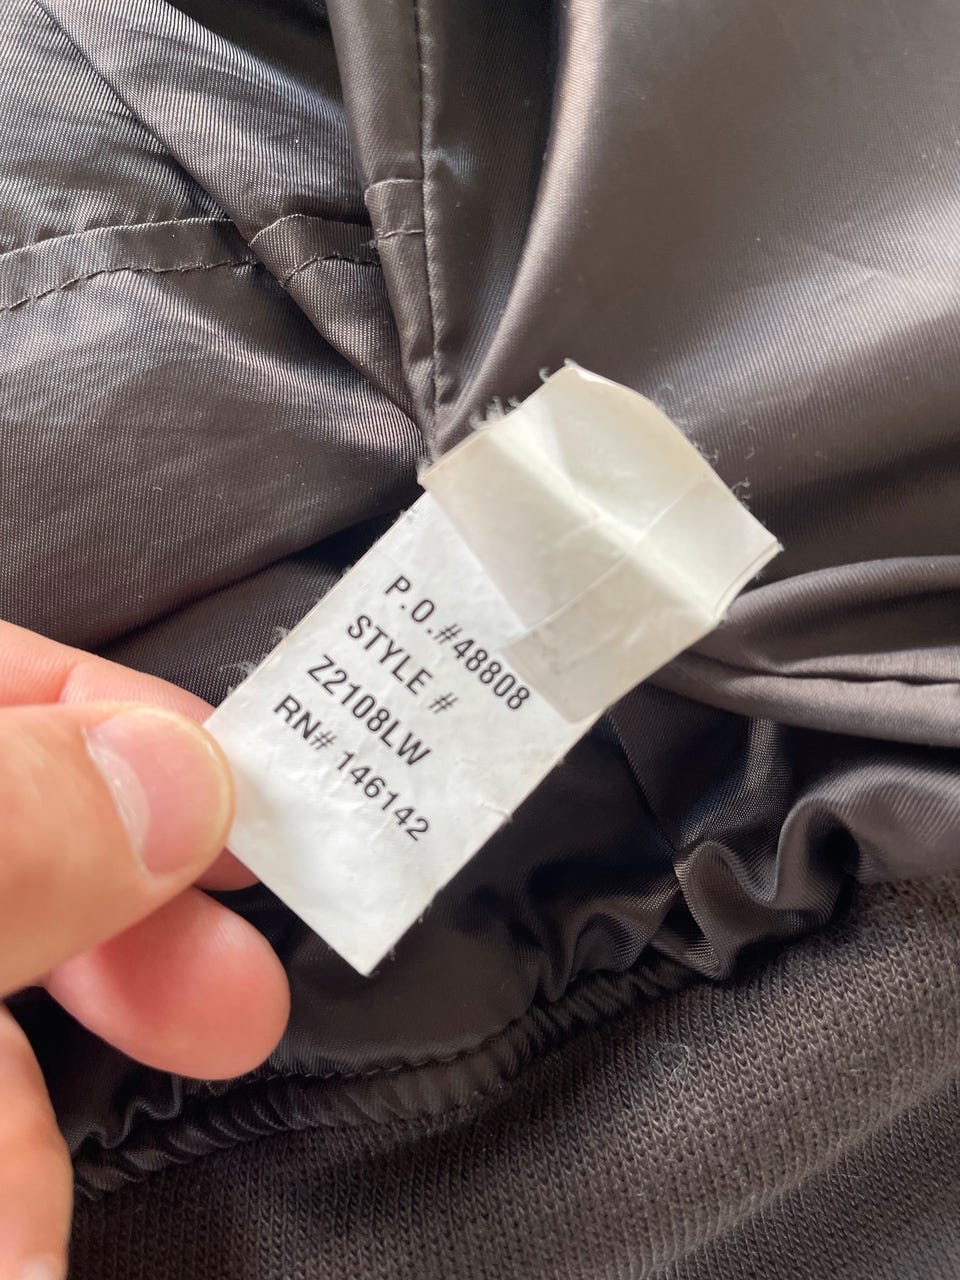 P.O.#48808
STYLE #
Z2108LW
RN# 146142